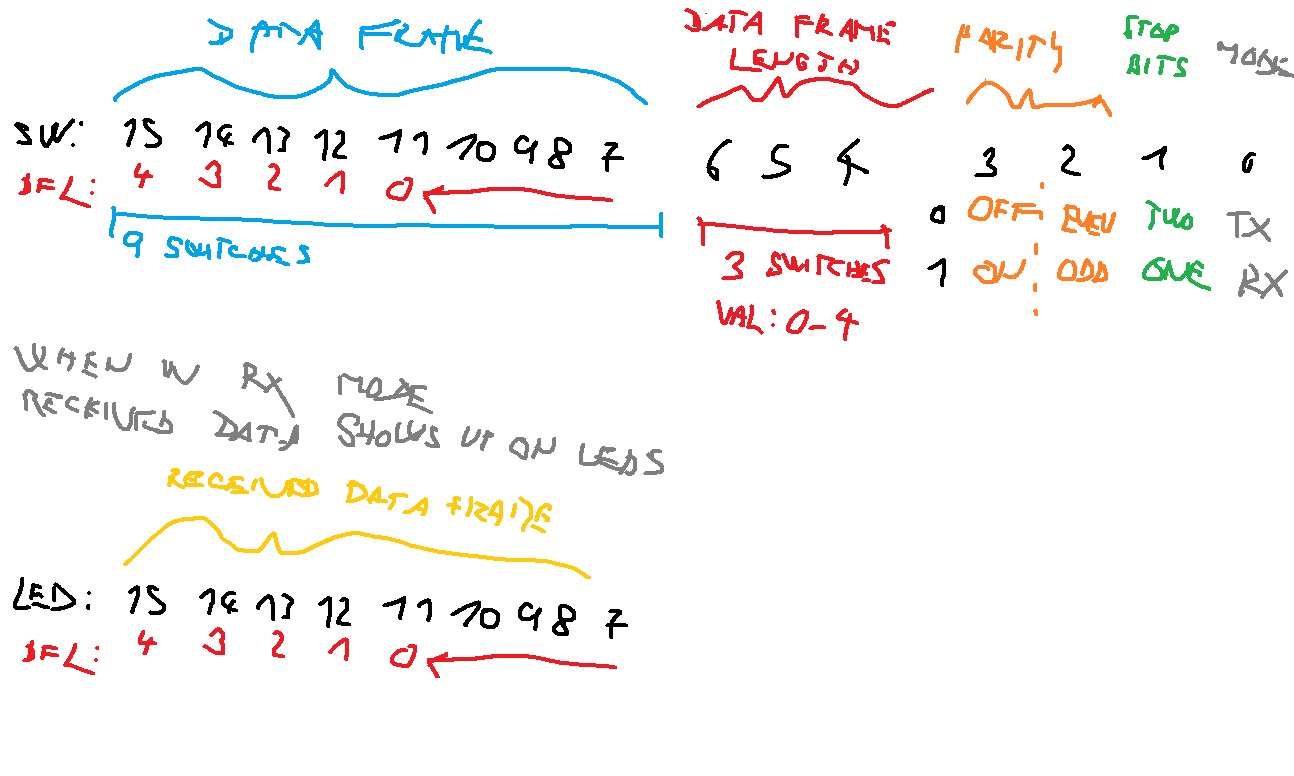 DATA FRAME
DATA FRAME LENGTH
PARITY
STOP BITS
MODE
SW: 15 14 13 12 11 10 9 8 7 6 5 4 3 2 1 0
DFL: 4 3 2 1 0
0 OFF EVEN TWO TX
9 SWITCHES
3 SWITCHES
1 ON ODD ONE RX
VAL: 0-4
WHEN IN RX MODE
RECEIVED DATA SHOWS UP ON LEDS
RECEIVED DATA FRAME
LED: 15 14 13 12 11 10 9 8 7
DFL: 4 3 2 1 0